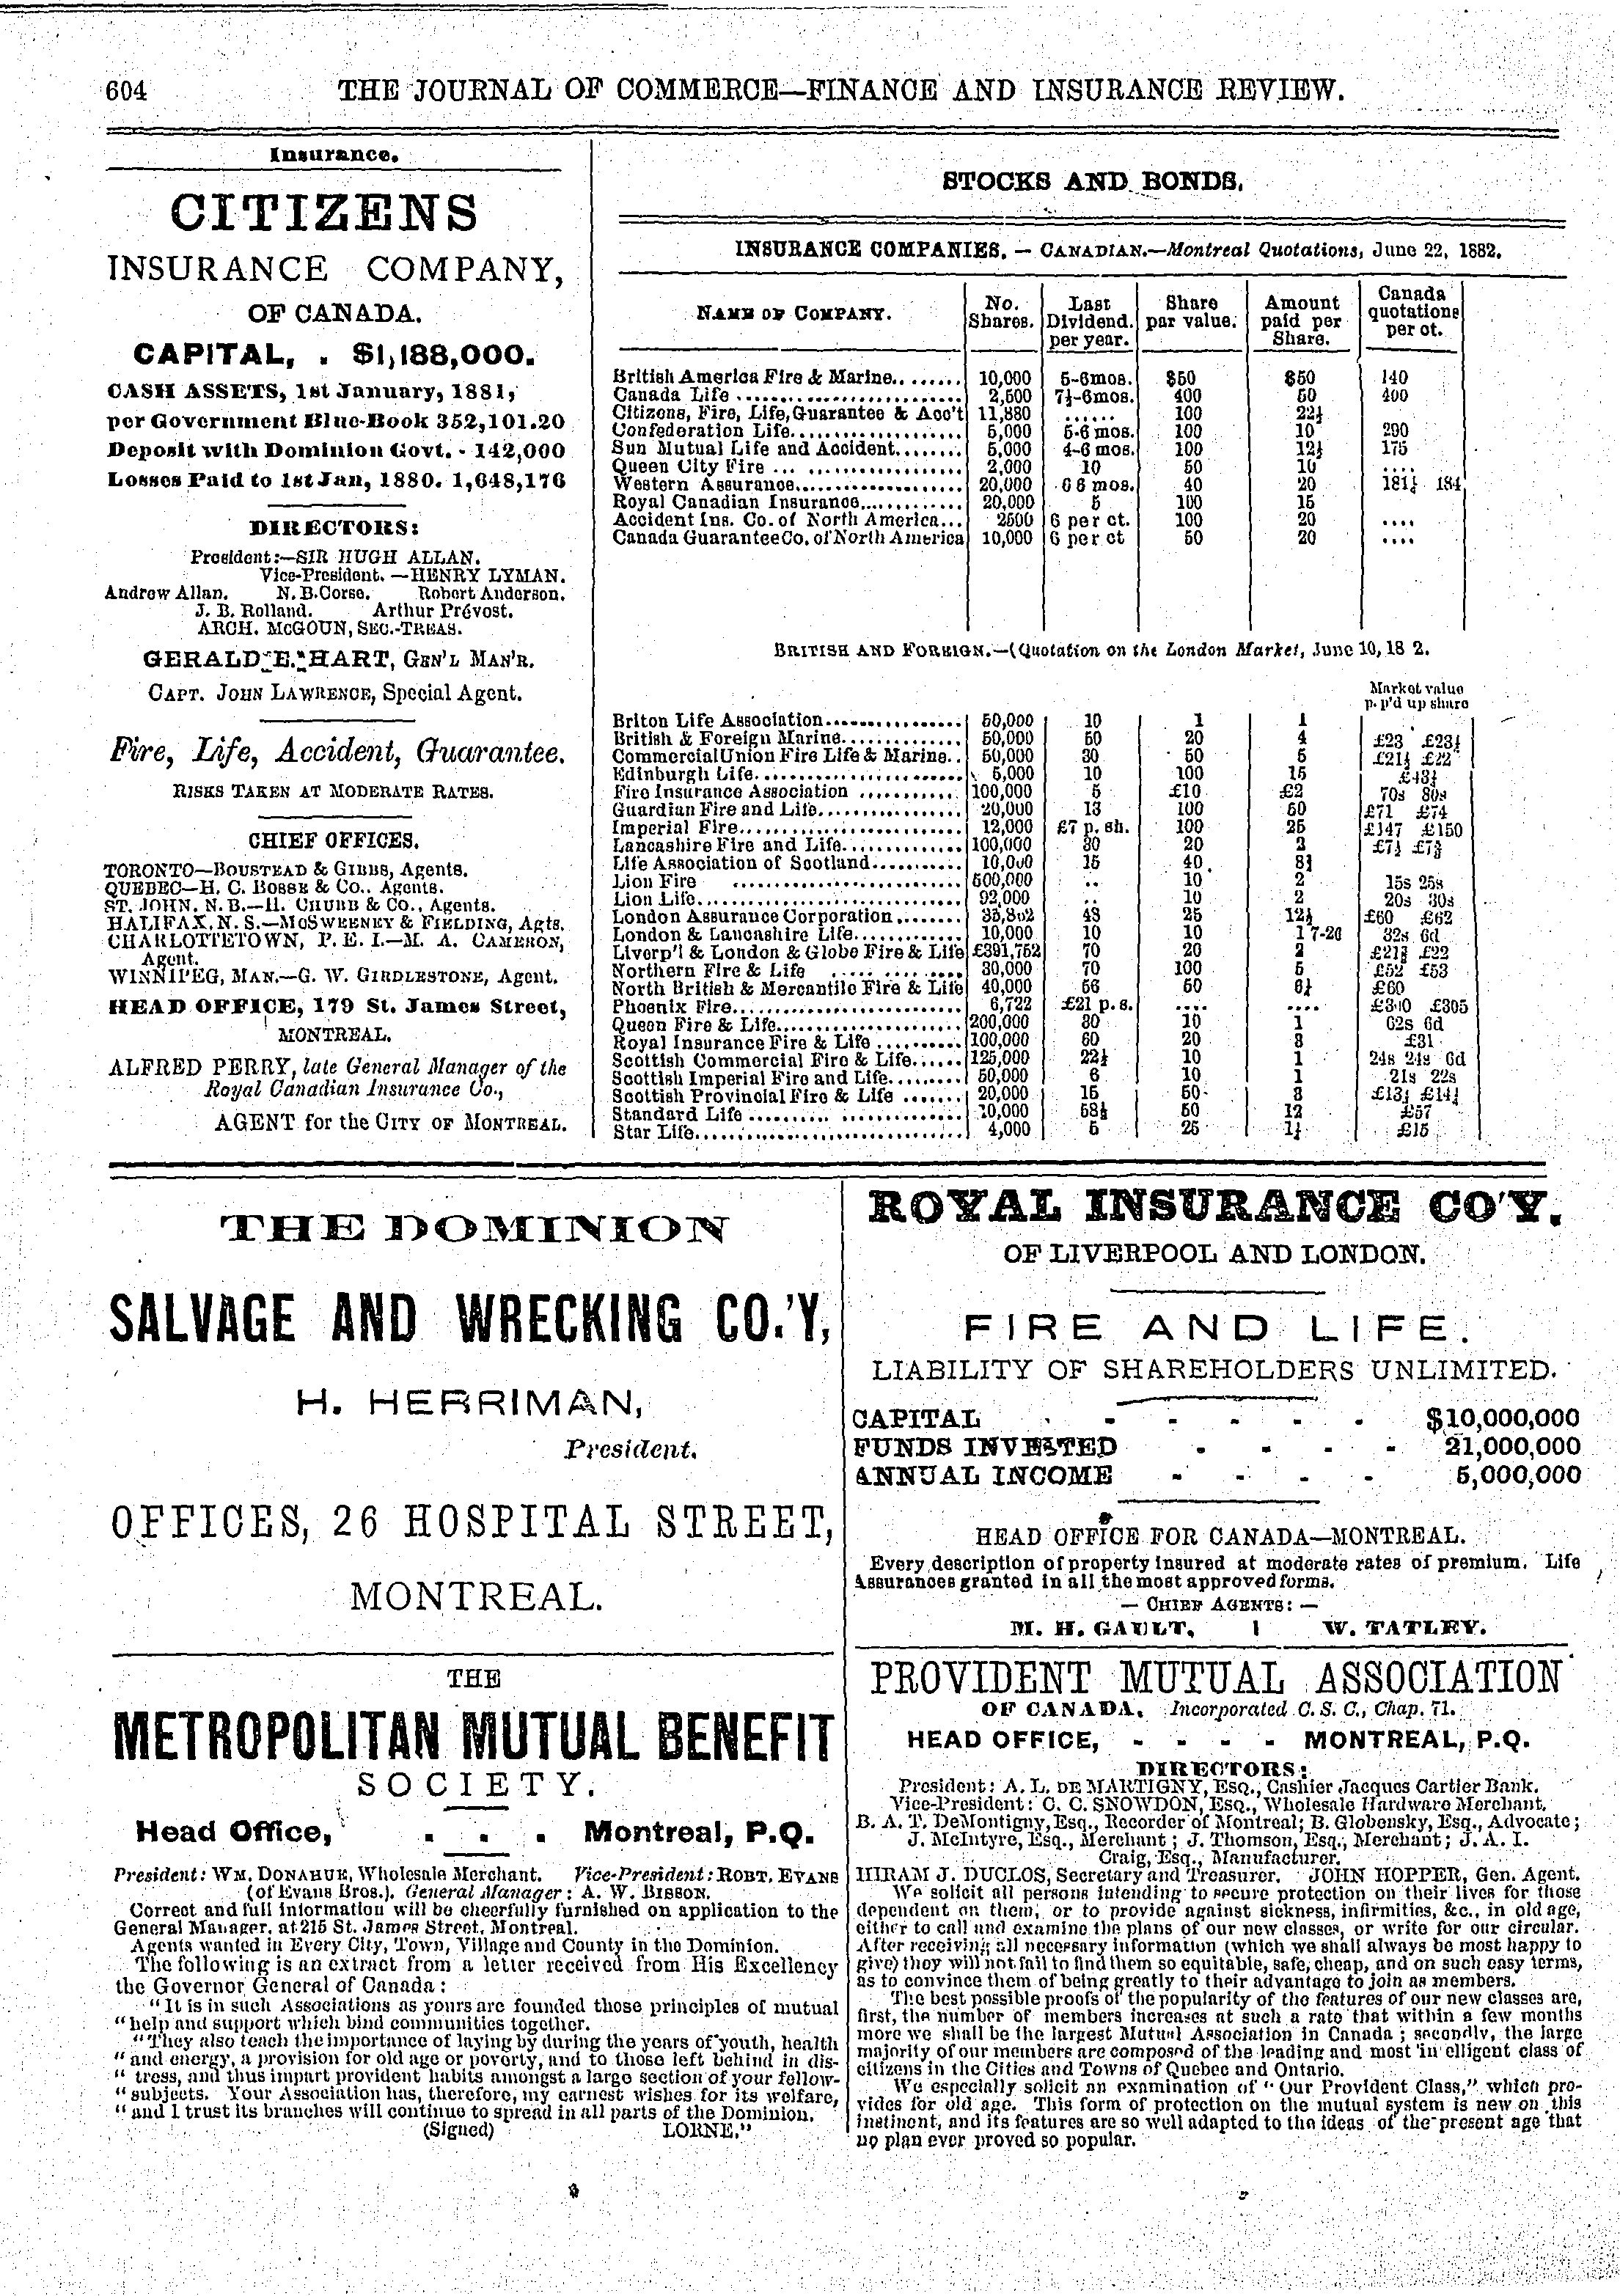 604 THE JOURNAL OF COMMERCE—FINANCE AND INSURANCE REVIEW.
Insurance.
CITIZENS
INSURANCE COMPANY,
OF CANADA.
CAPITAL, . $1,188,000.
CASH ASSETS, 1st January, 1881,
per Government Blue-Book 352,101.20
Deposit with Dominion Govt. - 142,000
Losses Paid to 1st Jan, 1880. 1,648,176
DIRECTORS:
President:—SIR HUGH ALLAN.
Vice-President.—HENRY LYMAN.
Andrew Allan. N. B. Corse. Robert Anderson.
J. B. Rolland. Arthur Prévost.
ARCH. McGOUN, SEC.-TREAS.
GERALD E. HART, GEN'L MAN'R.
CAPT. JOHN LAWRENCE, Special Agent.
Fire, Life, Accident, Guarantee.
RISKS TAKEN AT MODERATE RATES.
CHIEF OFFICES.
TORONTO—BOUSTEAD & GIBBS, Agents.
QUEBEC—H. C. BOSSE & CO.. Agents.
ST. JOHN. N. B.—H. CHUBB & CO., Agents.
HALIFAX, N. S.—McSWEENEY & FIELDING, Agts.
CHARLOTTETOWN, P. E. I.—M. A. CAMERON,
Agent.
WINNIPEG, MAN.—G. W. GIRDLESTONE, Agent.
HEAD OFFICE, 179 St. James Street,
MONTREAL.
ALFRED PERRY, late General Manager of the
Royal Canadian Insurance Co.,
AGENT for the CITY OF MONTREAL.
STOCKS AND BONDS.
INSURANCE COMPANIES. — CANADIAN.—Montreal Quotations, June 22, 1882.
NAME OF COMPANY. No. Shares. Last Dividend. per year. Share par value. Amount paid per Share. Canada quotations per ct.
British America Fire & Marine.. ....... 10,000 5-6mos. $50 $50 140
Canada Life ........ 2,500 7½-6mos. 400 50 400
Citizens, Fire, Life, Guarantee & Acc't 11,880 ...... 100 22½
Confederation Life........ 5,000 5-6 mos. 100 10 290
Sun Mutual Life and Accident........ 5,000 4-6 mos. 100 12½ 175
Queen City Fire ... ........ 2,000 10 50 10 ....
Western Assurance........ 20,000 6 6 mos. 40 20 181½ 184
Royal Canadian Insurance........ 20,000 5 100 15
Accident Ins. Co. of North America... 2500 6 per ct. 100 20 ....
Canada Guarantee Co. of North America 10,000 6 per ct 50 20 ....
BRITISH AND FOREIGN.—(Quotation on the London Market, June 10, 18 2.
Market value
p. p'd up share
Briton Life Association........ 50,000 10 1 1
British & Foreign Marine........ 50,000 50 20 4 £23 £23½
Commercial Union Fire Life & Marine.. 50,000 30 50 5 £21½ £22
Edinburgh Life........ 5,000 10 100 15 £43½
Fire Insurance Association ........ 100,000 5 £10 £2 70s 80s
Guardian Fire and Life........ 20,000 13 100 50 £71 £74
Imperial Fire........ 12,000 £7 p. sh. 100 25 £147 £150
Lancashire Fire and Life........ 100,000 30 20 2
Life Association of Scotland........ 10,000 15 40
Lion Fire ........ 500,000 .. 10 2 15s 25s
Lion Life........ 92,000 .. 10 2 20s 30s
London Assurance Corporation........ 35,862 48 25 12½ £60 £62
London & Lancashire Life........ 10,000 10 10 1 7-20 32s 6d
Liverp'l & London & Globe Fire & Life £391,752 70 20 2 £22
Northern Fire & Life ........ 30,000 70 100 5 £52 £53
North British & Mercantile Fire & Life 40,000 56 50 6¼ £60
Phoenix Fire........ 6,722 £21 p.s. .... .... £300 £305
Queen Fire & Life........ 200,000 30 10 1 62s 6d
Royal Insurance Fire & Life ........ 100,000 60 20 3 £31
Scottish Commercial Fire & Life...... 125,000 22½ 10 1 24s 24s 6d
Scottish Imperial Fire and Life........ 50,000 6 10 1 21s 22s
Scottish Provincial Fire & Life ....... 20,000 15 50 3 £13½ £14½
Standard Life ........ 10,000 58½ 50 12 £57
Star Life........ 4,000 5 25 1¼ £15
THE DOMINION
SALVAGE AND WRECKING CO.'Y,
H. HERRIMAN,
President.
OFFICES, 26 HOSPITAL STREET,
MONTREAL.
ROYAL INSURANCE CO'Y.
OF LIVERPOOL AND LONDON.
FIRE AND LIFE.
LIABILITY OF SHAREHOLDERS UNLIMITED.
CAPITAL - - - - - $10,000,000
FUNDS INVESTED - - - - 21,000,000
ANNUAL INCOME - - - - 5,000,000
HEAD OFFICE FOR CANADA—MONTREAL.
Every description of property insured at moderate rates of premium. Life
Assurances granted in all the most approved forms.
— CHIEF AGENTS: —
M. H. GAULT, | W. TATLEY.
THE
METROPOLITAN MUTUAL BENEFIT
SOCIETY.
Head Office, - - - Montreal, P.Q.
President: WM. DONAHUE, Wholesale Merchant. Vice-President: ROBT. EVANS
(of Evans Bros.). General Manager: A. W. BISSON.
Correct and full information will be cheerfully furnished on application to the
General Manager, at 215 St. James Street, Montreal.
Agents wanted in Every City, Town, Village and County in the Dominion.
The following is an extract from a letter received from His Excellency
the Governor General of Canada:
"It is in such Associations as yours are founded those principles of mutual
"help and support which bind communities together.
"They also teach the importance of laying by during the years of youth, health
"and energy, a provision for old age or poverty, and to those left behind in dis-
"tress, and thus impart provident habits amongst a large section of your fellow-
"subjects. Your Association has, therefore, my earnest wishes for its welfare,
"and I trust its branches will continue to spread in all parts of the Dominion.
(Signed) LORNE."
PROVIDENT MUTUAL ASSOCIATION
OF CANADA. Incorporated C. S. C., Chap. 71.
HEAD OFFICE, - - - - MONTREAL, P.Q.
DIRECTORS:
President: A. L. DE MARTIGNY, ESQ., Cashier Jacques Cartier Bank.
Vice-President: C. C. SNOWDON, ESQ., Wholesale Hardware Merchant,
B. A. T. DeMontigny, Esq., Recorder of Montreal; B. Globensky, Esq., Advocate;
J. McIntyre, Esq., Merchant; J. Thomson, Esq., Merchant; J. A. I.
Craig, Esq., Manufacturer.
HIRAM J. DUCLOS, Secretary and Treasurer. JOHN HOPPER, Gen. Agent.
We solicit all persons intending to secure protection on their lives for those
dependent on them, or to provide against sickness, infirmities, &c., in old age,
either to call and examine the plans of our new classes, or write for our circular.
After receiving all necessary information (which we shall always be most happy to
give) they will not fail to find them so equitable, safe, cheap, and on such easy terms,
as to convince them of being greatly to their advantage to join as members.
The best possible proofs of the popularity of the features of our new classes are,
first, the number of members increases at such a rate that within a few months
more we shall be the largest Mutual Association in Canada; secondly, the large
majority of our members are composed of the leading and most in elligent class of
citizens in the Cities and Towns of Quebec and Ontario.
We especially solicit an examination of "Our Provident Class," which pro-
vides for old age. This form of protection on the mutual system is new on this
instinent, and its features are so well adapted to the ideas of the present age that
no plan ever proved so popular.